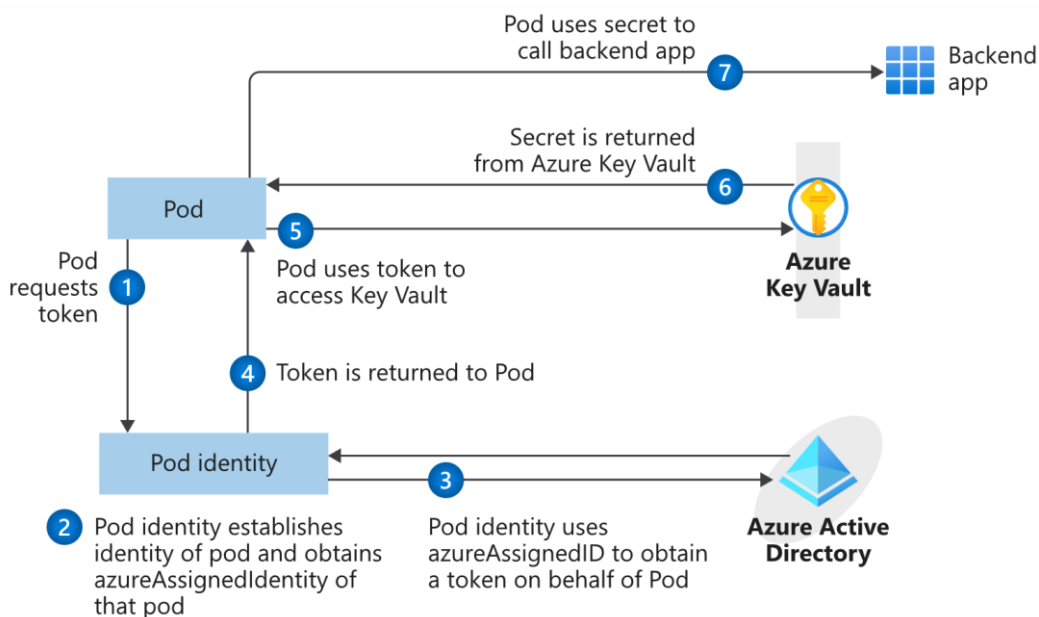 Pod uses secret to
call backend app
7
Backend
app
Secret is returned
from Azure Key Vault
6
Pod
5
Azure
Key Vault
Pod uses token to
access Key Vault
Pod
requests
token
1
4
Token is returned to Pod
Pod identity
3
Azure Active
Directory
2
Pod identity establishes
identity of pod and obtains
azureAssignedIdentity of
that pod
Pod identity uses
azureAssignedID to obtain
a token on behalf of Pod